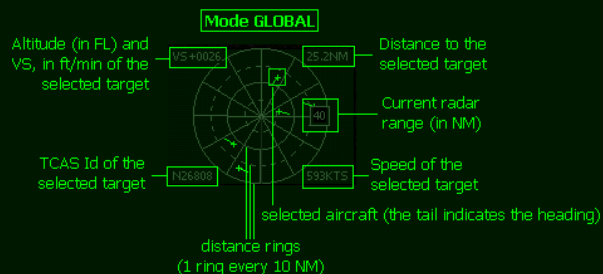 Mode GLOBAL
Altitude (in FL) and
VS, in ft/min of the
selected target
VS+0026
25.2NM
Distance to the
selected target
40
Current radar
range (in NM)
TCAS Id of the
selected target
N26808
593KTS
Speed of the
selected target
selected aircraft (the tail indicates the heading)
distance rings
(1 ring every 10 NM)